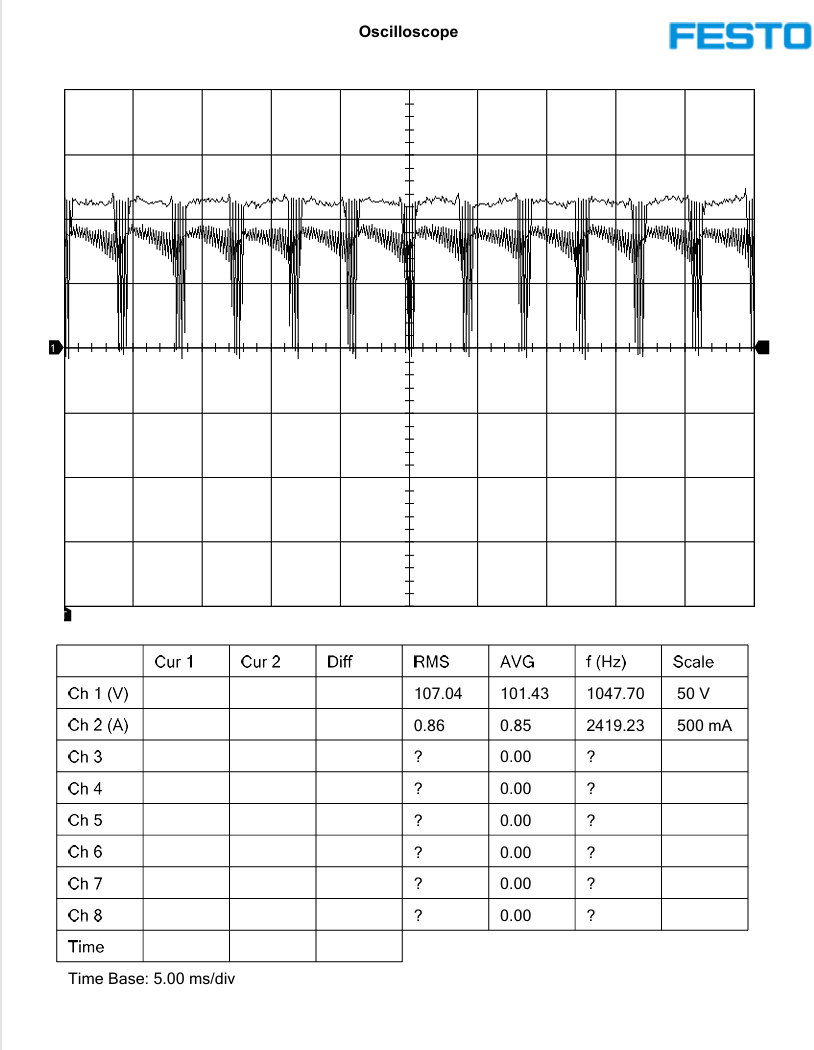 Oscilloscope
FESTO
1
Cur 1 Cur 2 Diff RMS AVG f (Hz) Scale
Ch 1 (V) 107.04 101.43 1047.70 50 V
Ch 2 (A) 0.86 0.85 2419.23 500 mA
Ch 3 ? 0.00 ?
Ch 4 ? 0.00 ?
Ch 5 ? 0.00 ?
Ch 6 ? 0.00 ?
Ch 7 ? 0.00 ?
Ch 8 ? 0.00 ?
Time
Time Base: 5.00 ms/div